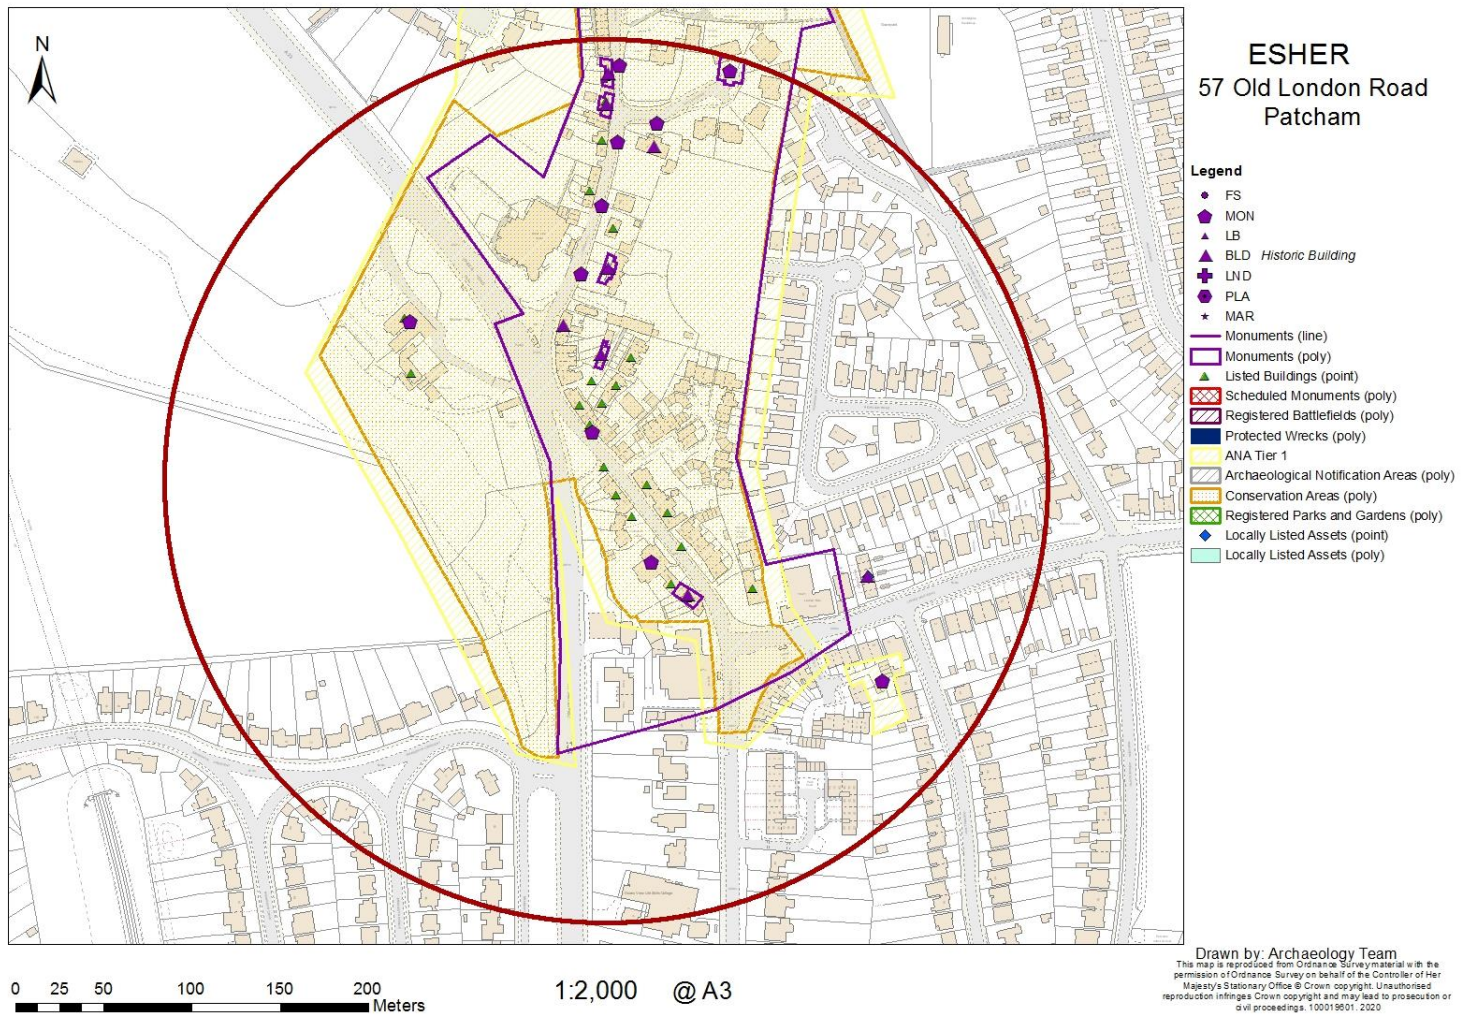 N
ESHER
57 Old London Road
Patcham
Legend
FS
MON
LB
BLD Historic Building
LND
PLA
MAR
Monuments (line)
Monuments (poly)
Listed Buildings (point)
Scheduled Monuments (poly)
Registered Battlefields (poly)
Protected Wrecks (poly)
ANA Tier 1
Archaeological Notification Areas (poly)
Conservation Areas (poly)
Registered Parks and Gardens (poly)
Locally Listed Assets (point)
Locally Listed Assets (poly)
0 25 50 100 150 200
Meters
1:2,000 @ A3
Drawn by: Archaeology Team
This map is reproduced from Ordnance Survey material with the
permission of Ordnance Survey on behalf of the Controller of Her
Majesty's Stationary Office © Crown copyright. Unauthorised
reproduction infringes Crown copyright and may lead to prosecution or
civil proceedings. 100019601. 2020